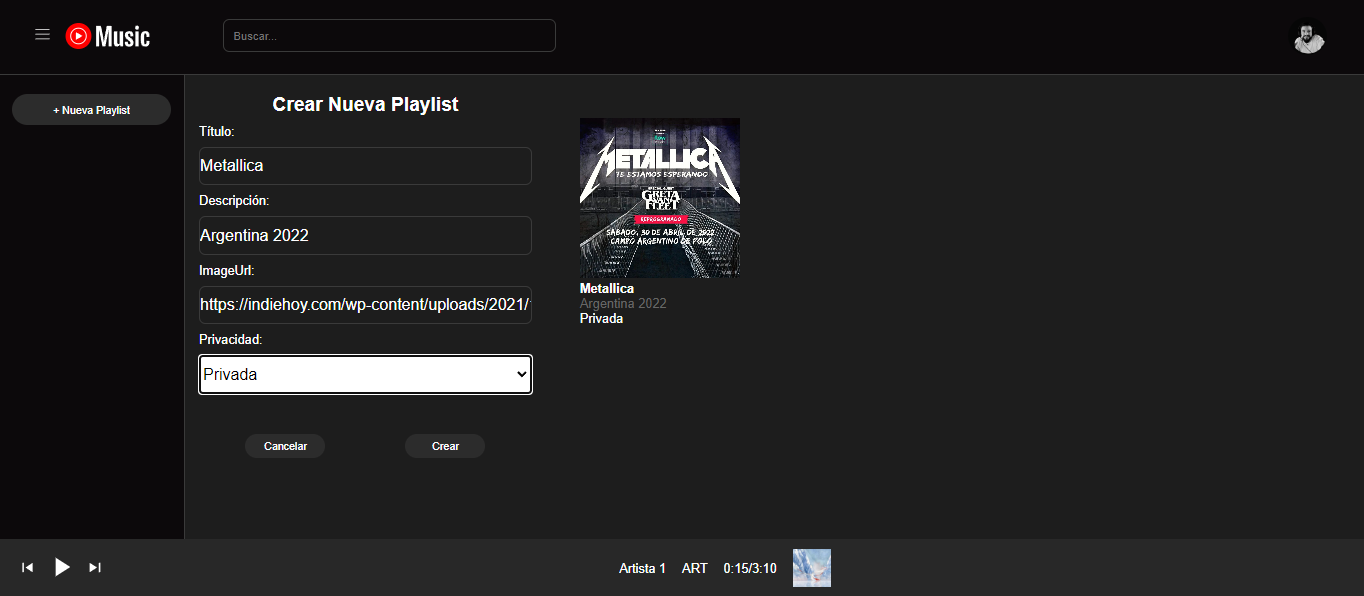 Music
Buscar...
+ Nueva Playlist
Crear Nueva Playlist
Título:
Metallica
Descripción:
Argentina 2022
ImageUrl:
https://indiehoy.com/wp-content/uploads/2021/
Privacidad:
Privada
Cancelar
Crear
METALLICA
TE ESTAMOS ESPERANDO
GRETA
VAN
FLEET
REPROGRAMADO
SÁBADO, 30 DE ABRIL DE 2022
CAMPO ARGENTINO DE POLO
Metallica
Argentina 2022
Privada
Artista 1 ART 0:15/3:10